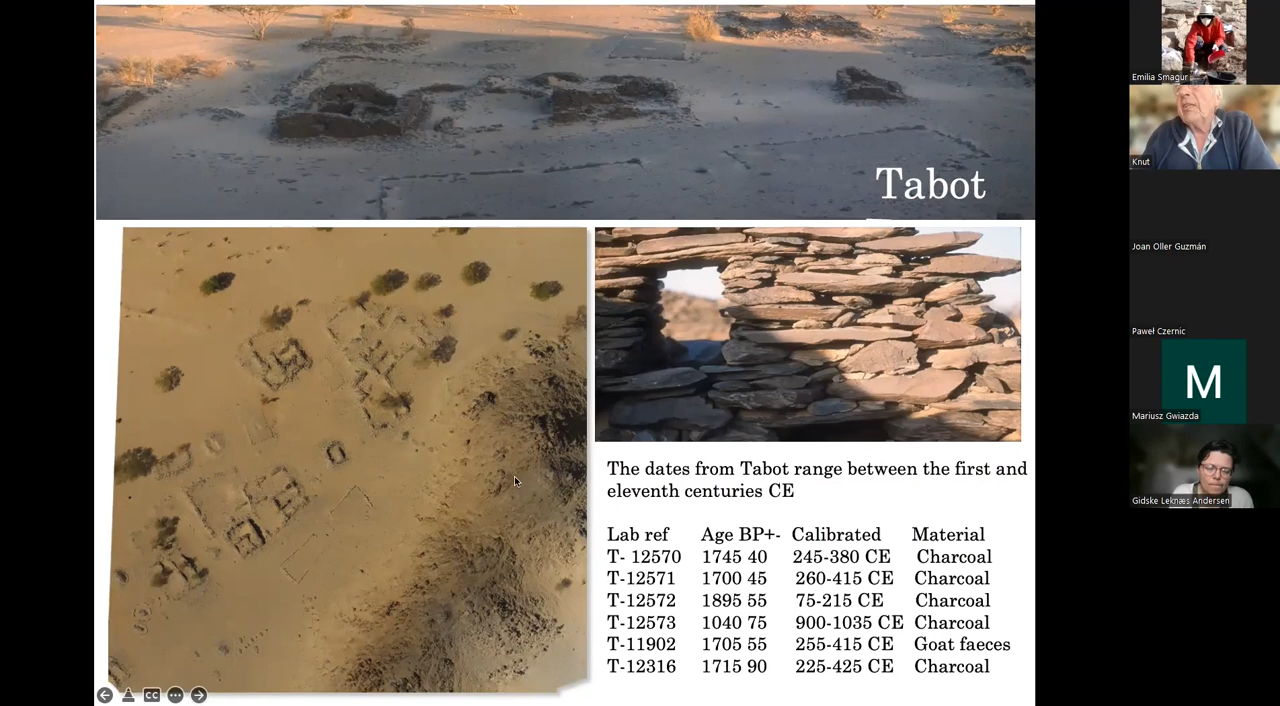 Tabot
The dates from Tabot range between the first and
eleventh centuries CE
Lab ref Age BP+- Calibrated Material
T- 12570 1745 40 245-380 CE Charcoal
T-12571 1700 45 260-415 CE Charcoal
T-12572 1895 55 75-215 CE Charcoal
T-12573 1040 75 900-1035 CE Charcoal
T-11902 1705 55 255-415 CE Goat faeces
T-12316 1715 90 225-425 CE Charcoal
CC
Emilia Smagur
Knut
Joan Oller Guzmán
Paweł Czernic
M
Mariusz Gwiazda
Gidske Leknæs Andersen